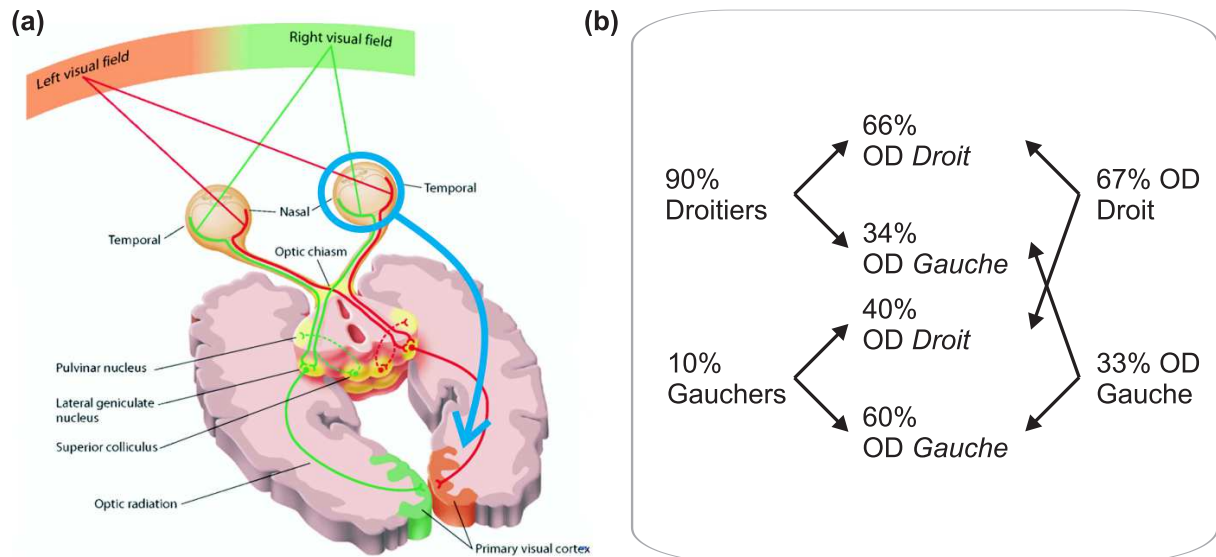 (a)
Left visual field
Right visual field
Temporal
Nasal
Temporal
Optic chiasm
Pulvinar nucleus
Lateral geniculate
nucleus
Superior colliculus
Optic radiation
Primary visual cortex
(b)
90%
Droitiers
66%
OD Droit
34%
OD Gauche
67% OD
Droit
10%
Gauchers
40%
OD Droit
60%
OD Gauche
33% OD
Gauche